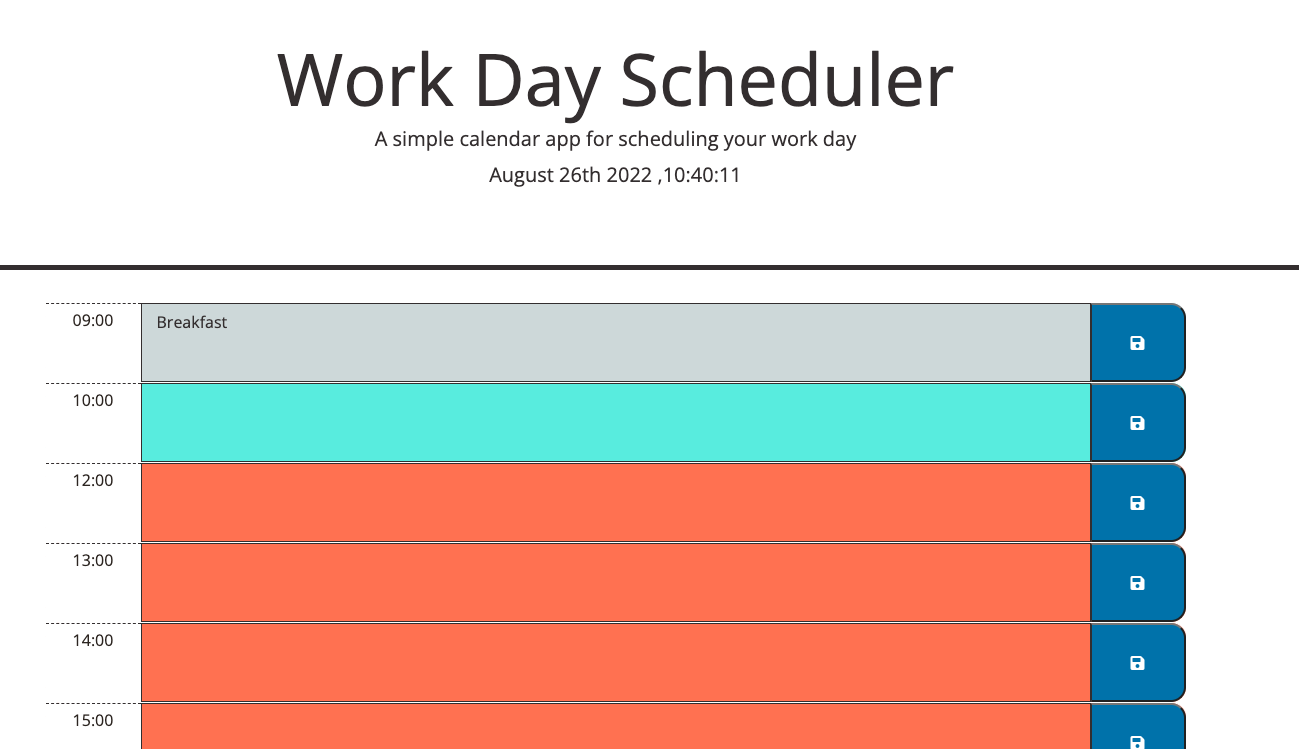 Work Day Scheduler
A simple calendar app for scheduling your work day
August 26th 2022 ,10:40:11
09:00 Breakfast
10:00
12:00
13:00
14:00
15:00